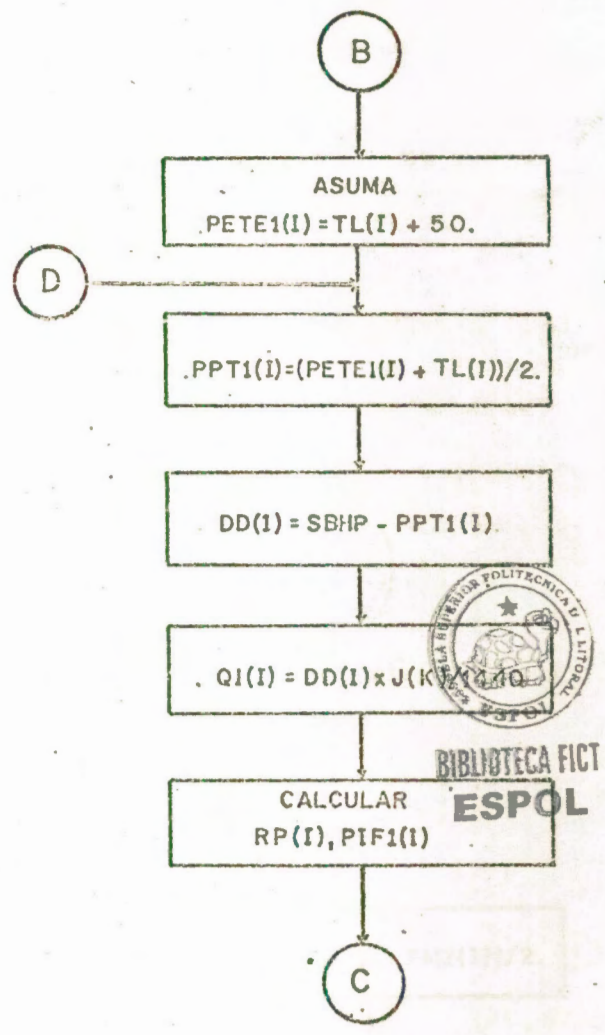 B
ASUMA
PETE1(I) = TL(I) + 50.
D
PPT1(I)=(PETE1(I) + TL(I))/2.
DD(I) = SBHP - PPT1(I)
QI(I) = DD(I) x J(K)/1440
ESPOL
BIBLIOTECA FICT
ESPOL
CALCULAR
RP(I), PIF1(I)
C